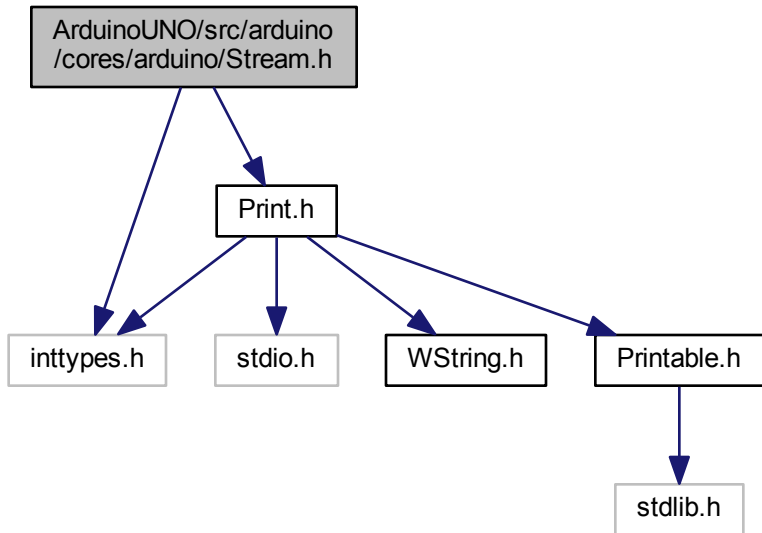 ArduinoUNO/src/arduino
/cores/arduino/Stream.h
Print.h
inttypes.h
stdio.h
WString.h
Printable.h
stdlib.h